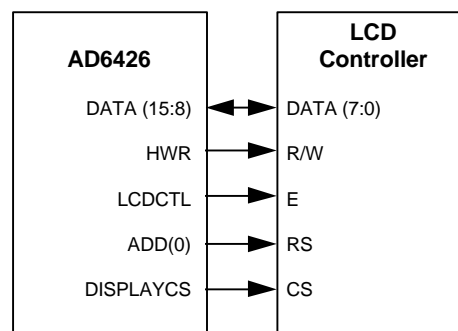 AD6426
LCD
Controller
DATA (15:8)
DATA (7:0)
HWR
R/W
LCDCTL
E
ADD(0)
RS
DISPLAYCS
CS